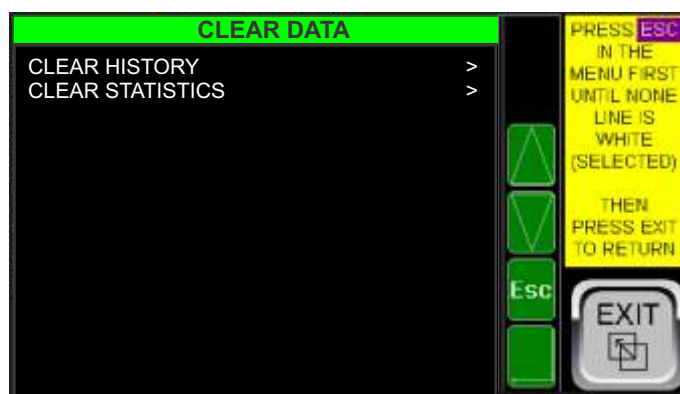 CLEAR DATA
CLEAR HISTORY >
CLEAR STATISTICS >
Esc
PRESS ESC
IN THE
MENU FIRST
UNTIL NONE
LINE IS
WHITE
(SELECTED)
THEN
PRESS EXIT
TO RETURN
EXIT